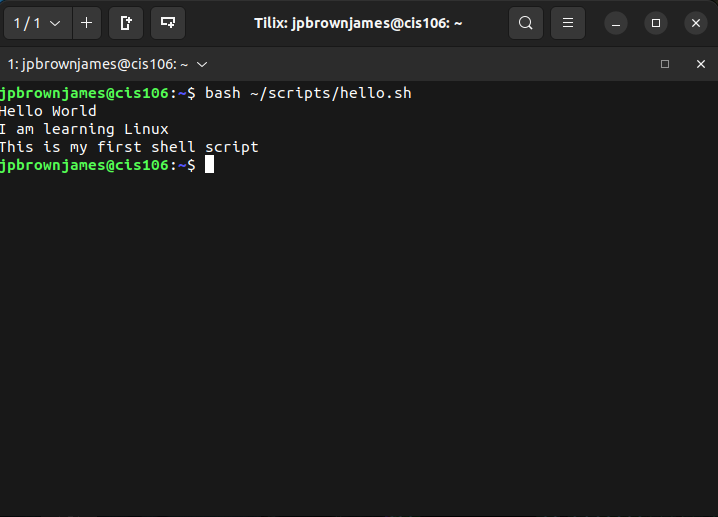 1 / 1
Tilix: jpbrownjames@cis106: ~
1: jpbrownjames@cis106: ~
jpbrownjames@cis106:~$ bash ~/scripts/hello.sh
Hello World
I am learning Linux
This is my first shell script
jpbrownjames@cis106:~$